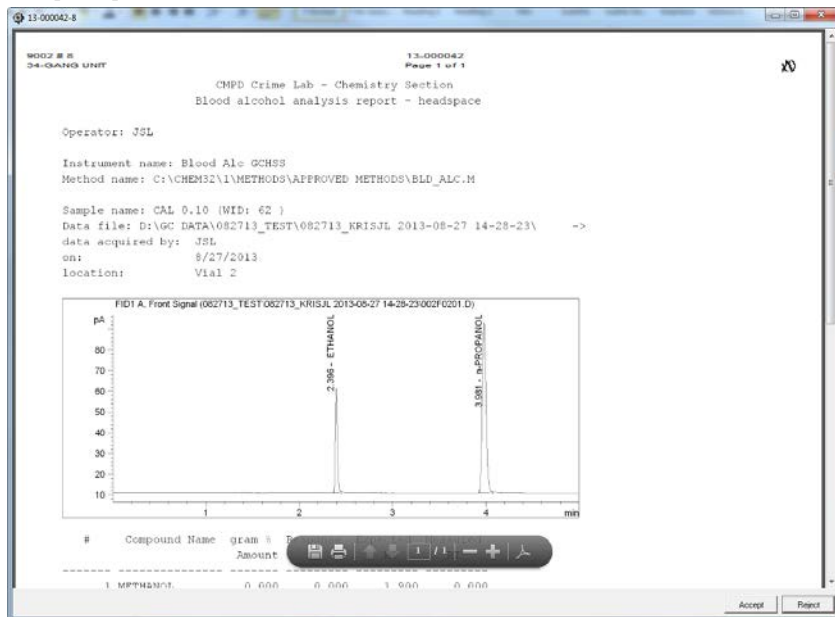 13-000042-8
9002 # 8
34-GANG UNIT
13-000042
Page 1 of 1
CMPD Crime Lab - Chemistry Section
Blood alcohol analysis report - headspace
Operator: JSL
Instrument name: Blood Alc GCHSS
Method name: C:\CHEM32\1\METHODS\APPROVED METHODS\BLD_ALC.M
Sample name: CAL 0.10 (WID: 62 )
Data file: D:\GC DATA\082713_TEST\082713_KRISJL 2013-08-27 14-28-23\ ->
data acquired by: JSL
on: 8/27/2013
location: Vial 2
FID1 A, Front Signal (082713_TEST\082713_KRISJL 2013-08-27 14-28-23\002F0201.D)
pA
2.396 - ETHANOL
3.981 - n-PROPANOL
80
70
60
50
40
30
20
10
1 2 3 4 min
# Compound Name gram %
Amount
1 / 1
1 METHANOL 0.000 0.000 1.900 0.000
Accept Reject